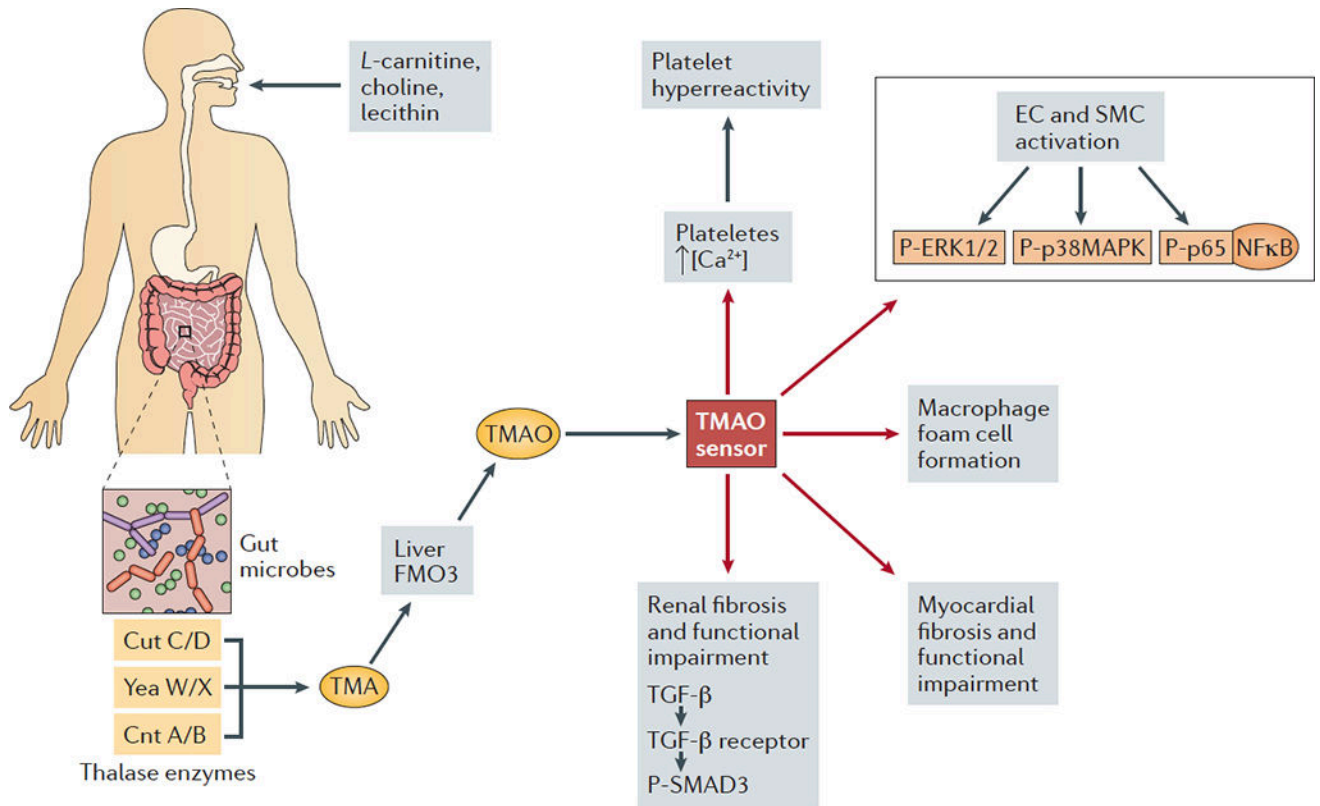 L-carnitine,
choline,
lecithin
Platelet
hyperreactivity
EC and SMC
activation
P-ERK1/2
P-p38MAPK
P-p65
NFκB
Plateletes
↑[Ca²⁺]
TMAO
TMAO
sensor
Macrophage
foam cell
formation
Gut
microbes
Liver
FMO3
Cut C/D
Yea W/X
Cnt A/B
Thalase enzymes
TMA
Renal fibrosis
and functional
impairment
TGF-β
TGF-β receptor
P-SMAD3
Myocardial
fibrosis and
functional
impairment